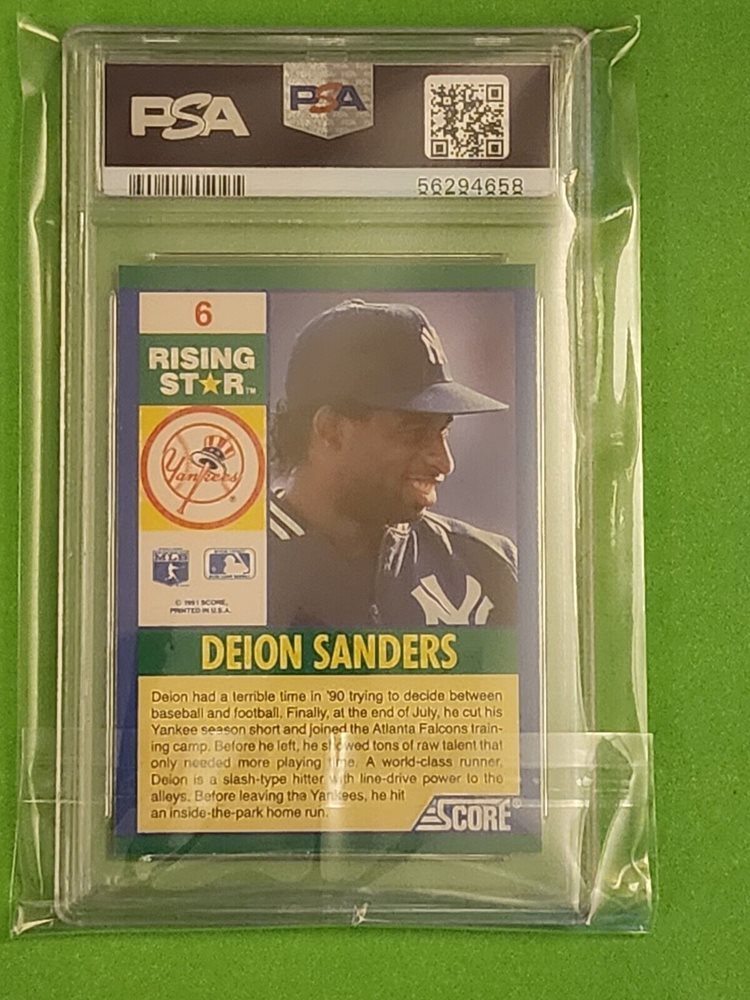 PSA
PSA
56294658
6
RISING
ST★R™
Yankees
®
© 1991 SCORE,
PRINTED IN U.S.A.
DEION SANDERS
Deion had a terrible time in '90 trying to decide between
baseball and football. Finally, at the end of July, he cut his
Yankee season short and joined the Atlanta Falcons train-
ing camp. Before he left, he showed tons of raw talent that
only needed more playing time. A world-class runner,
Deion is a slash-type hitter with line-drive power to the
alleys. Before leaving the Yankees, he hit
an inside-the-park home run.
SCORE®